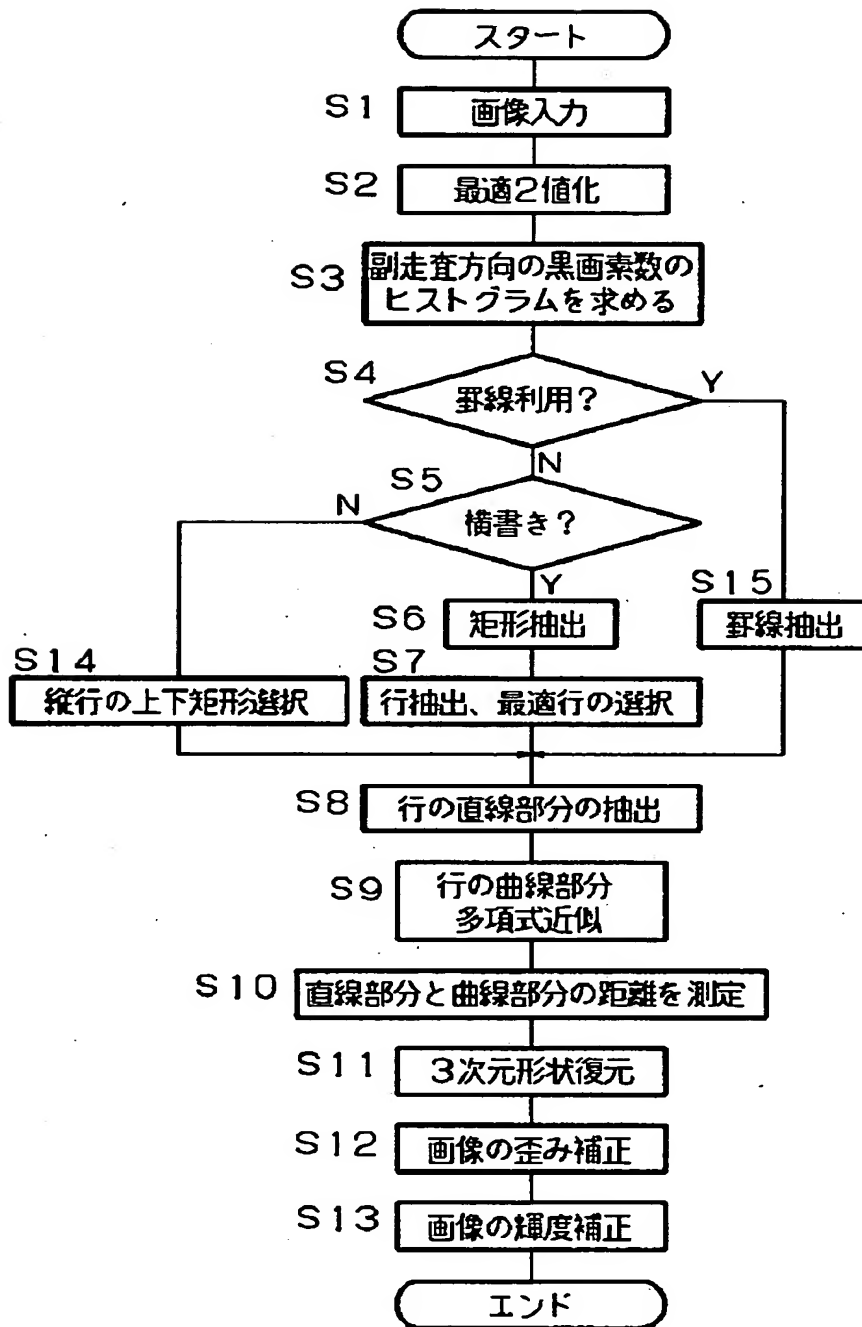 スタート
S1
画像入力
S2
最適2値化
S3
副走査方向の黒画素数の
ヒストグラムを求める
S4
罫線利用?
Y
N
S5
横書き?
N
Y
S6
矩形抽出
S15
罫線抽出
S14
縦行の上下矩形選択
S7
行抽出、最適行の選択
S8
行の直線部分の抽出
S9
行の曲線部分
多項式近似
S10
直線部分と曲線部分の距離を測定
S11
3次元形状復元
S12
画像の歪み補正
S13
画像の輝度補正
エンド